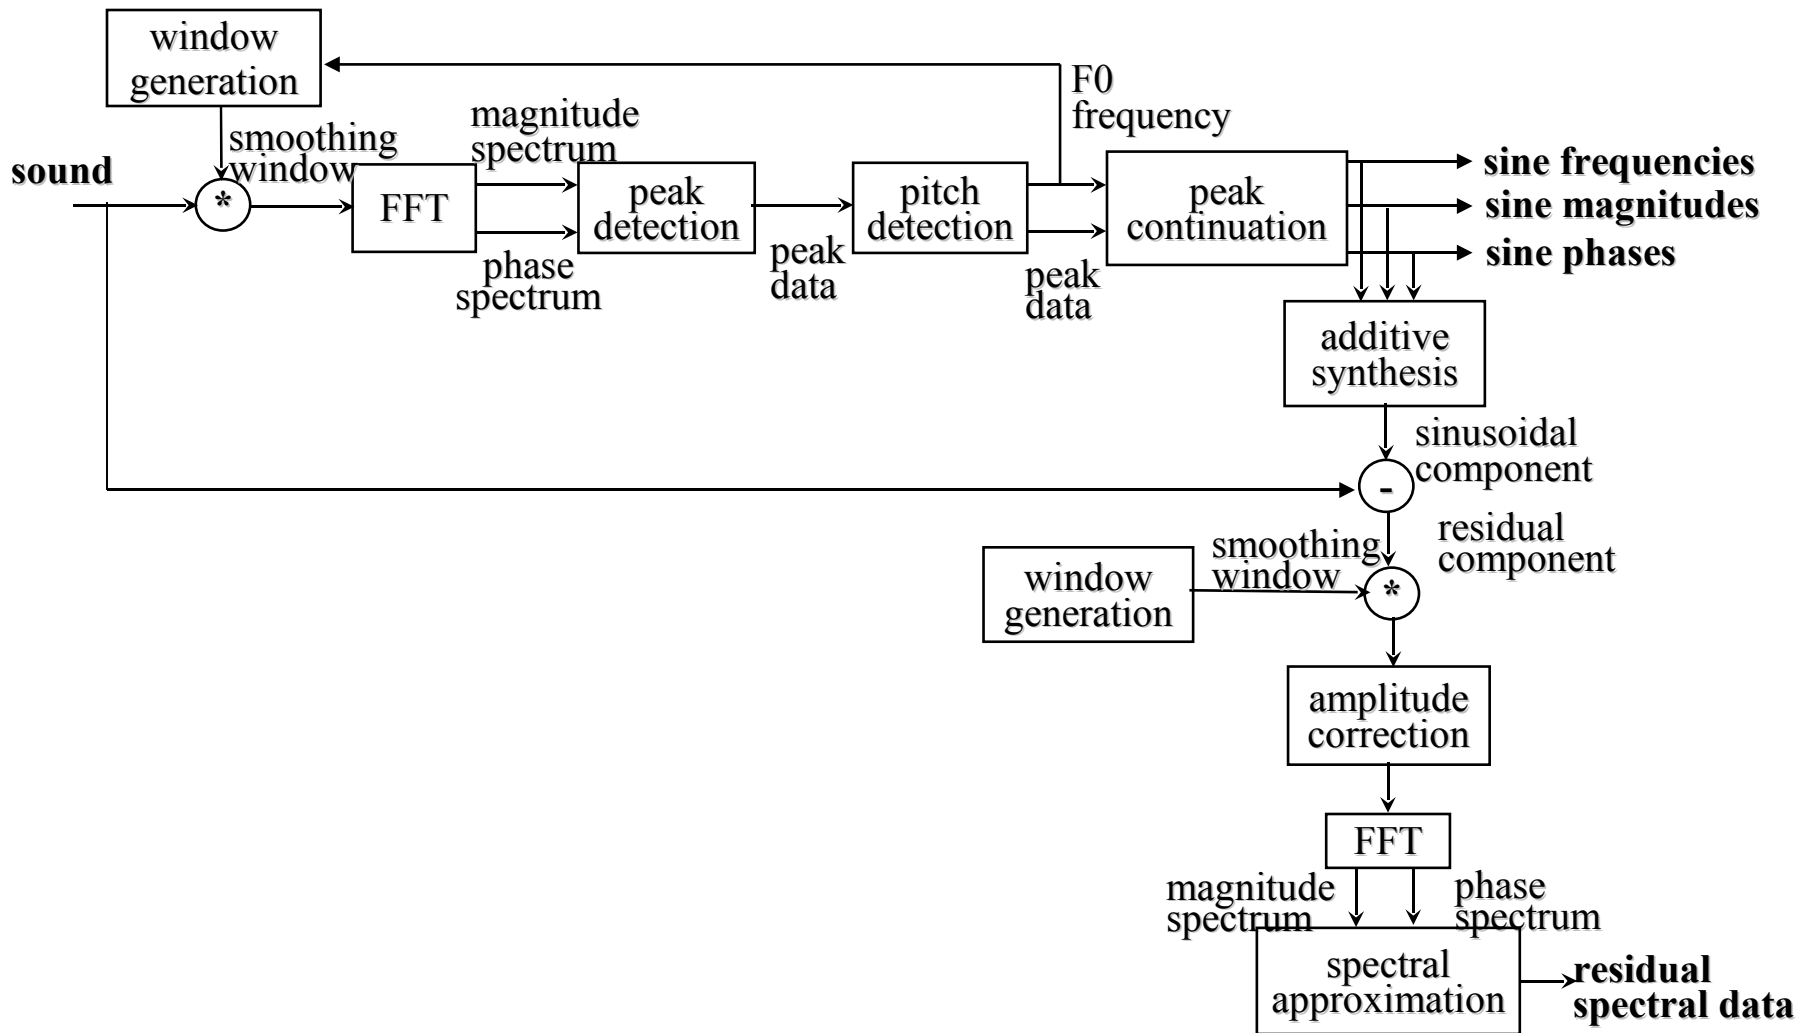 window
generation
F0
frequency
magnitude
spectrum
smoothing
window
sound
*
FFT
peak
detection
pitch
detection
peak
continuation
sine frequencies
sine magnitudes
sine phases
phase
spectrum
peak
data
peak
data
additive
synthesis
sinusoidal
component
-
residual
component
smoothing
window
window
generation
*
amplitude
correction
FFT
magnitude
spectrum
phase
spectrum
spectral
approximation
residual
spectral data